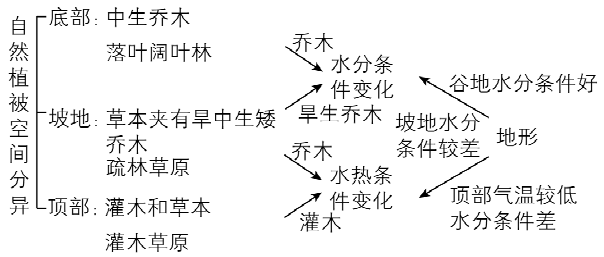 自然植被空间分异
底部：中生乔木
落叶阔叶林
坡地：草本夹有旱中生矮
乔木
疏林草原
顶部：灌木和草本
灌木草原
乔木
水分条
件变化
旱生乔木
乔木
水热条
件变化
灌木
谷地水分条件好
坡地水分
条件较差
地形
顶部气温较低
水分条件差